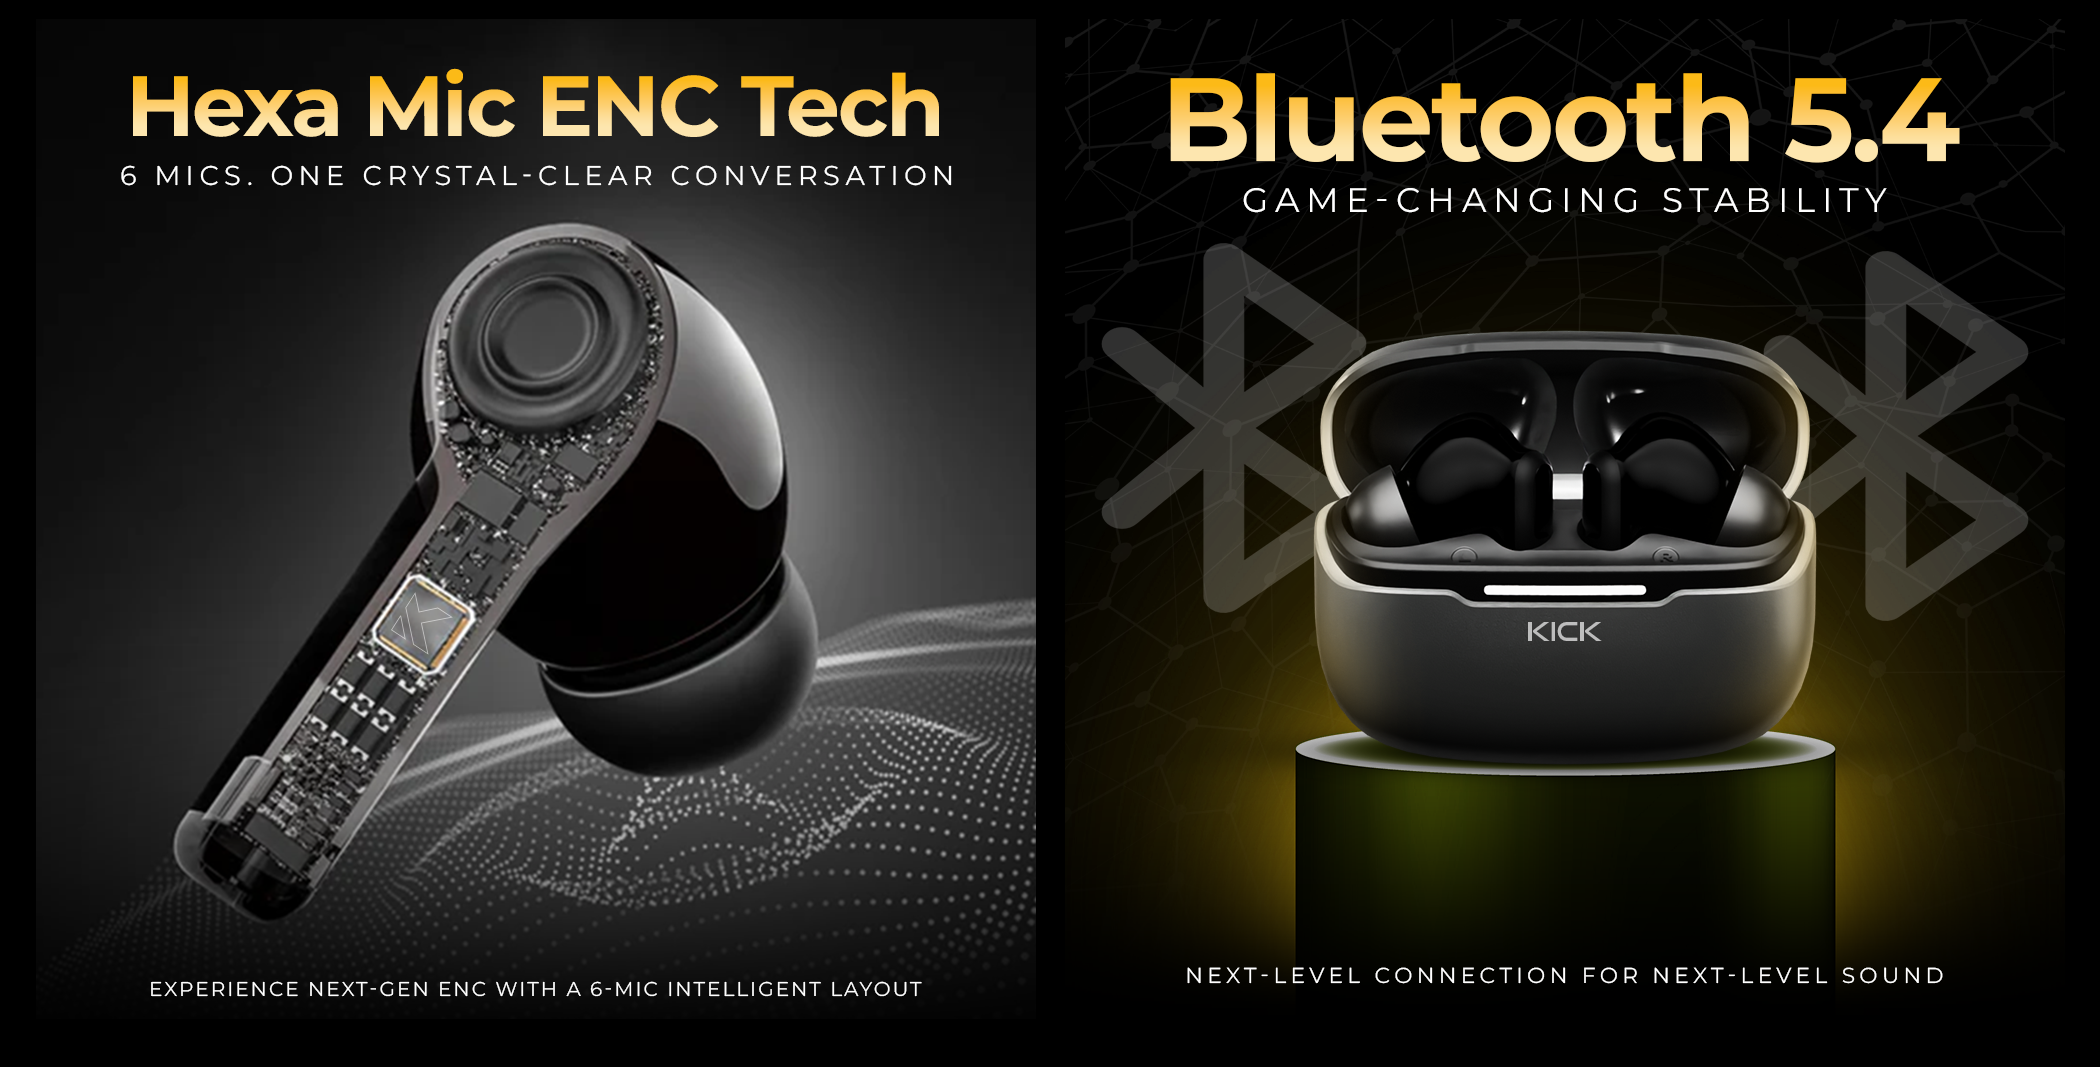 Hexa Mic ENC Tech
6 MICS. ONE CRYSTAL-CLEAR CONVERSATION
EXPERIENCE NEXT-GEN ENC WITH A 6-MIC INTELLIGENT LAYOUT
Bluetooth 5.4
GAME-CHANGING STABILITY
R
KICK
NEXT-LEVEL CONNECTION FOR NEXT-LEVEL SOUND